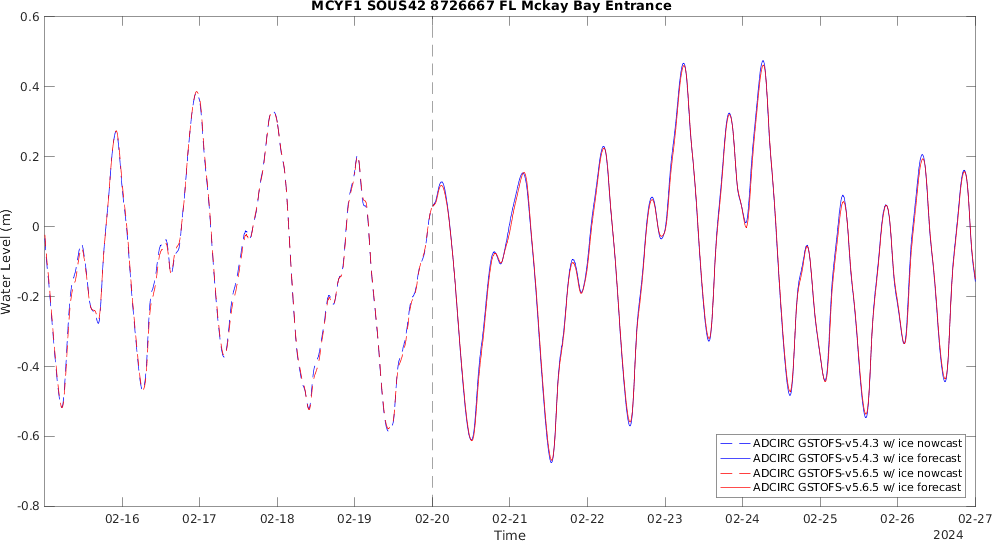 MCYF1 SOUS42 8726667 FL Mckay Bay Entrance
0.6
0.4
0.2
0
-0.2
-0.4
-0.6
-0.8
Water Level (m)
ADCIRC GSTOFS-v5.4.3 w/ ice nowcast
ADCIRC GSTOFS-v5.4.3 w/ ice forecast
ADCIRC GSTOFS-v5.6.5 w/ ice nowcast
ADCIRC GSTOFS-v5.6.5 w/ ice forecast
02-16 02-17 02-18 02-19 02-20 02-21 02-22 02-23 02-24 02-25 02-26 02-27
Time
2024